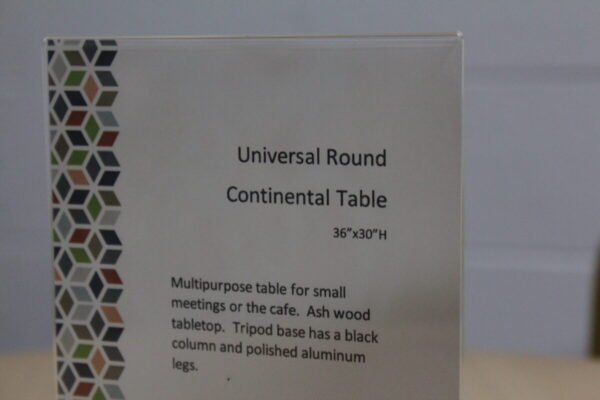 Universal Round
Continental Table
36"x30"H
Multipurpose table for small
meetings or the cafe. Ash wood
tabletop. Tripod base has a black
column and polished aluminum
legs.